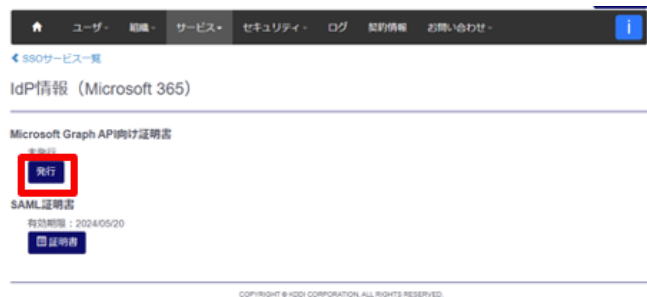 ユーザ 組織 サービス セキュリティ ログ 契約情報 お問い合わせ i
SSOサービス一覧
IdP情報（Microsoft 365）
Microsoft Graph API向け証明書
未発行
発行
SAML証明書
有効期限：2024/05/20
証明書
COPYRIGHT © KDDI CORPORATION, ALL RIGHTS RESERVED.